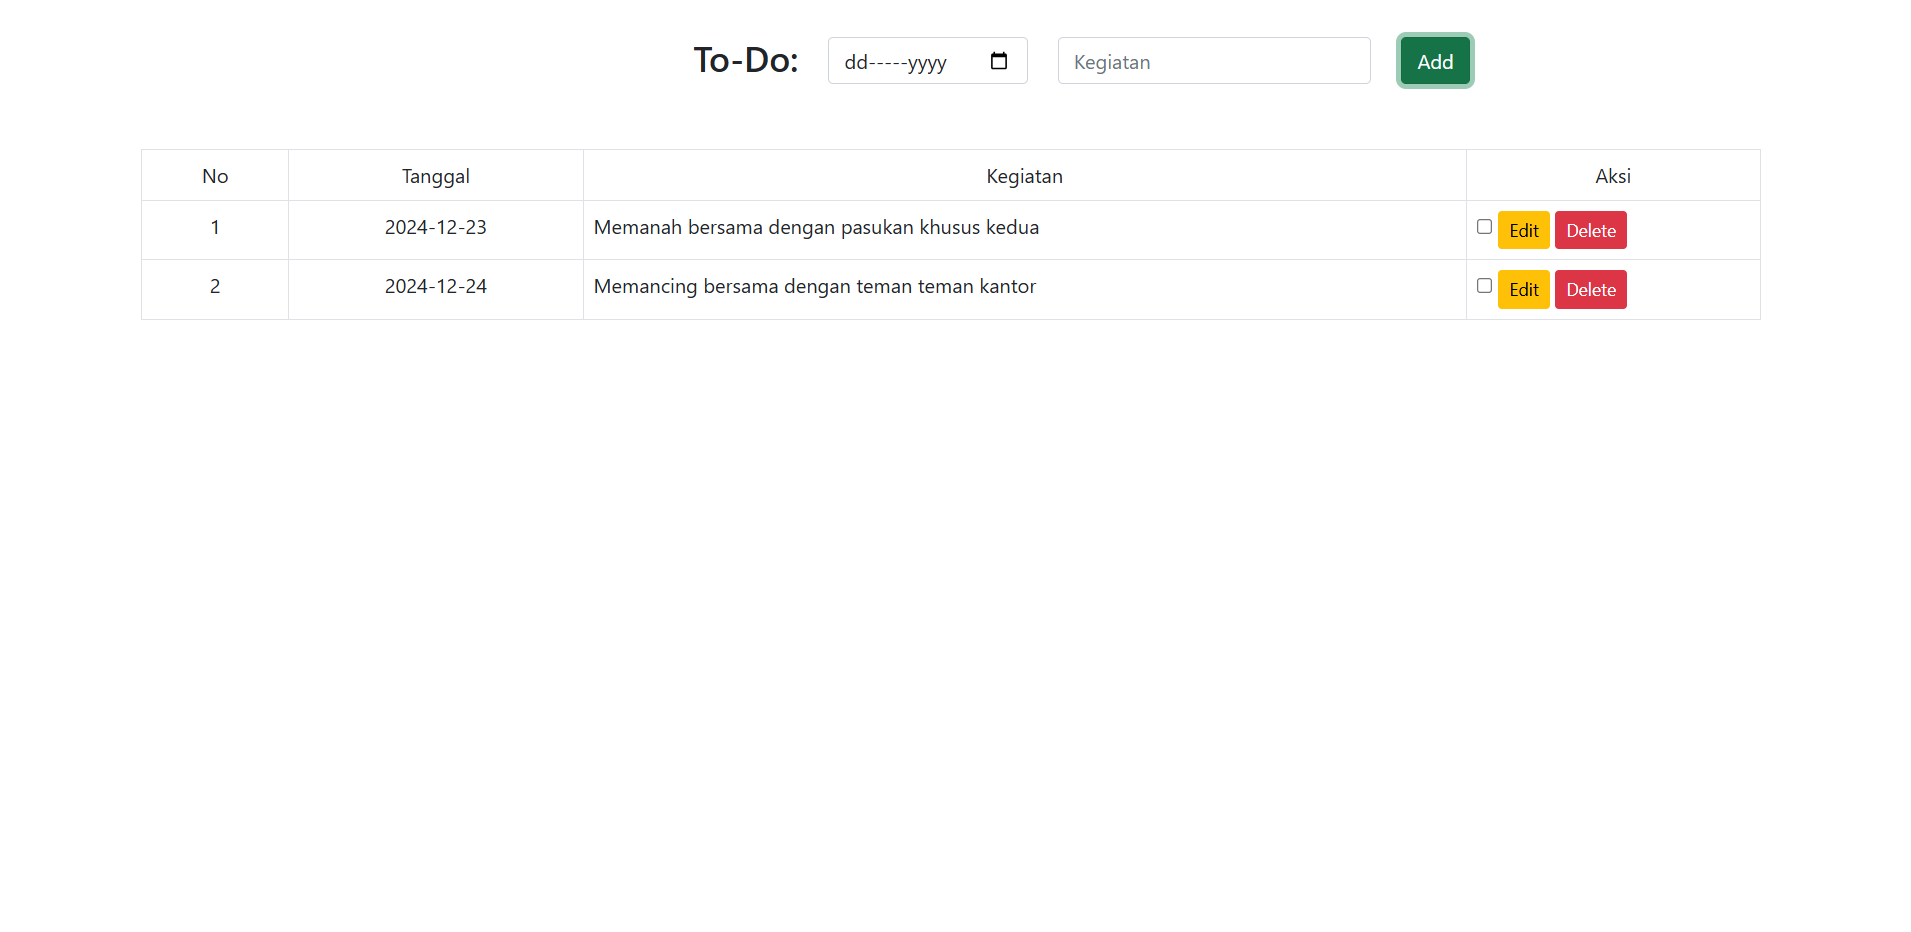 To-Do: dd-----yyyy Kegiatan Add
No Tanggal Kegiatan Aksi
1 2024-12-23 Memanah bersama dengan pasukan khusus kedua Edit Delete
2 2024-12-24 Memancing bersama dengan teman teman kantor Edit Delete